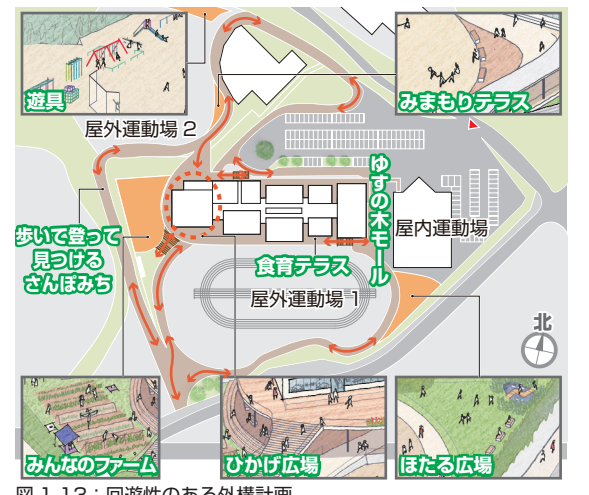 遊具
みまもりテラス
屋外運動場 2
ゆすの木モール
屋内運動場
歩いて登って
見つける
さんぽみち
食育テラス
屋外運動場 1
北
みんなのファーム
ひかげ広場
ほたる広場
図 1-13：回遊性のある外構計画